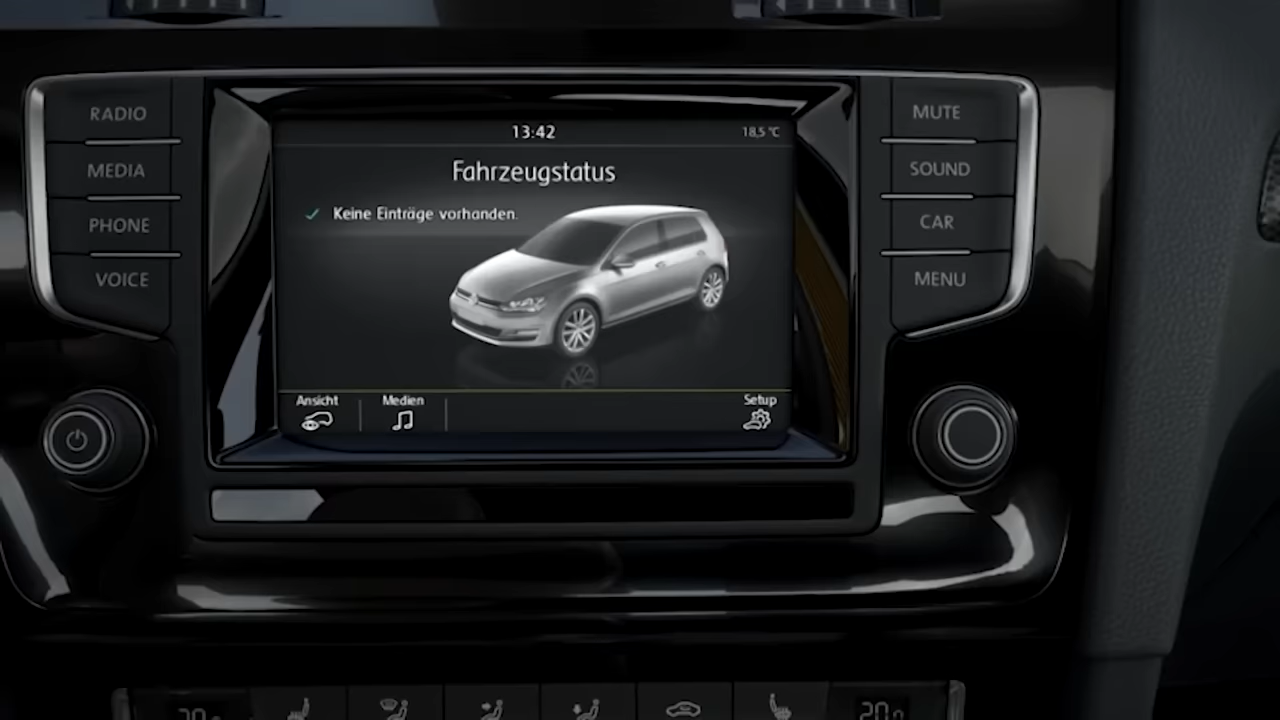 RADIO
MEDIA
PHONE
VOICE
13:42
18.5 °C
Fahrzeugstatus
Keine Einträge vorhanden.
Ansicht
Medien
Setup
MUTE
SOUND
CAR
MENU